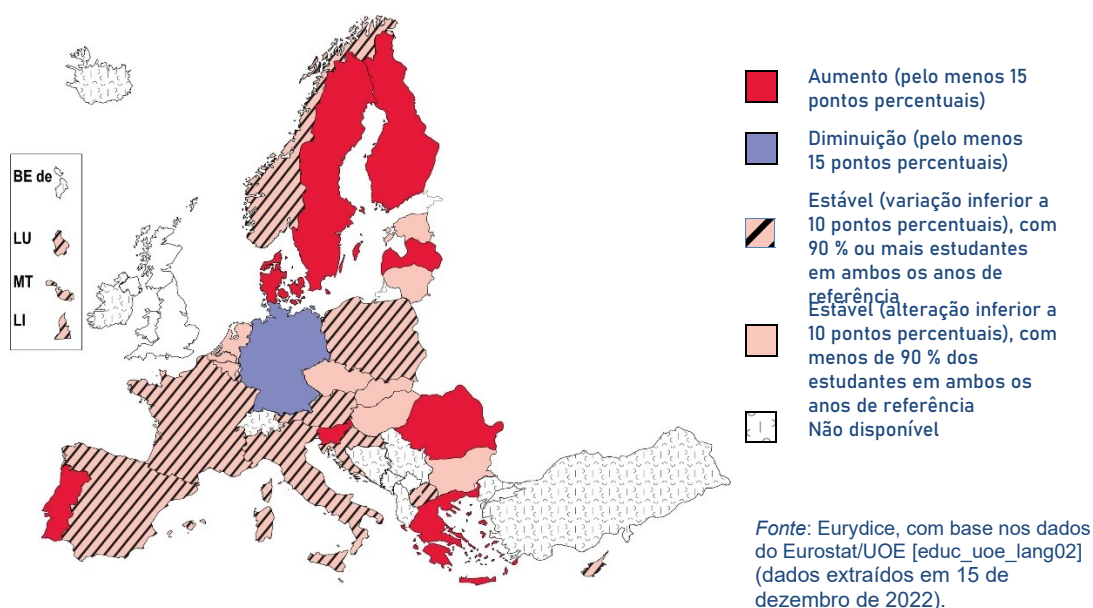 BE de
LU
MT
LI
Aumento (pelo menos 15
pontos percentuais)
Diminuição (pelo menos
15 pontos percentuais)
Estável (variação inferior a
10 pontos percentuais), com
90 % ou mais estudantes
em ambos os anos de
referência
Estável (alteração inferior a
10 pontos percentuais), com
menos de 90 % dos
estudantes em ambos os
anos de referência
Não disponível
Fonte: Eurydice, com base nos dados
do Eurostat/UOE [educ_uoe_lang02]
(dados extraídos em 15 de
dezembro de 2022).